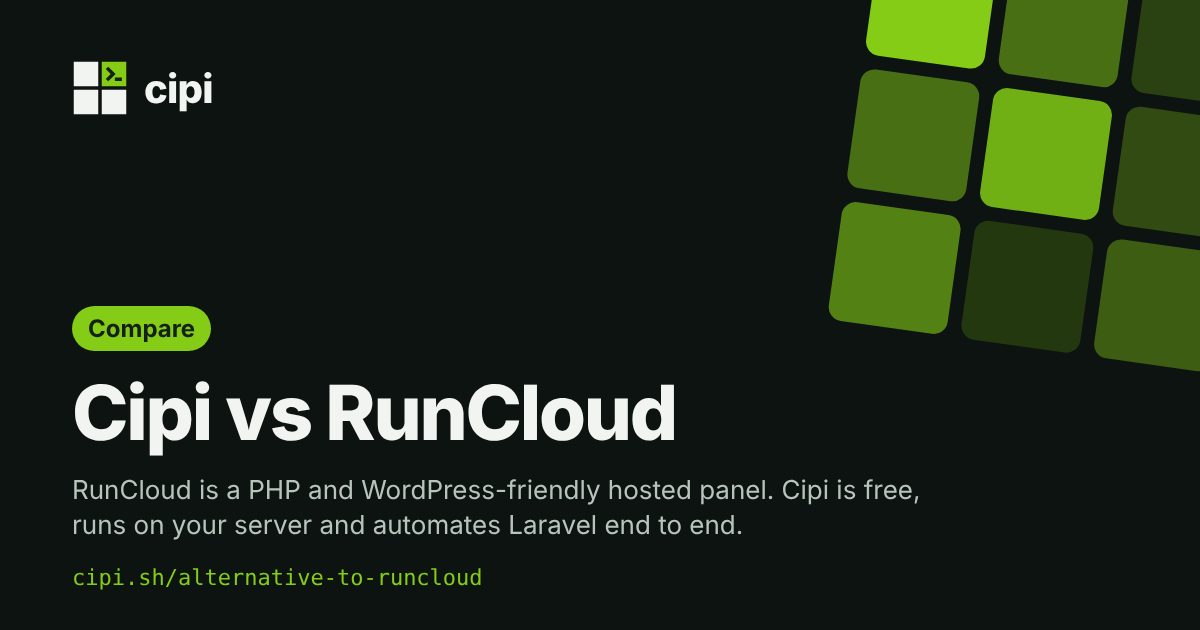 cipi
Compare
Cipi vs RunCloud
RunCloud is a PHP and WordPress-friendly hosted panel. Cipi is free,
runs on your server and automates Laravel end to end.
cipi.sh/alternative-to-runcloud